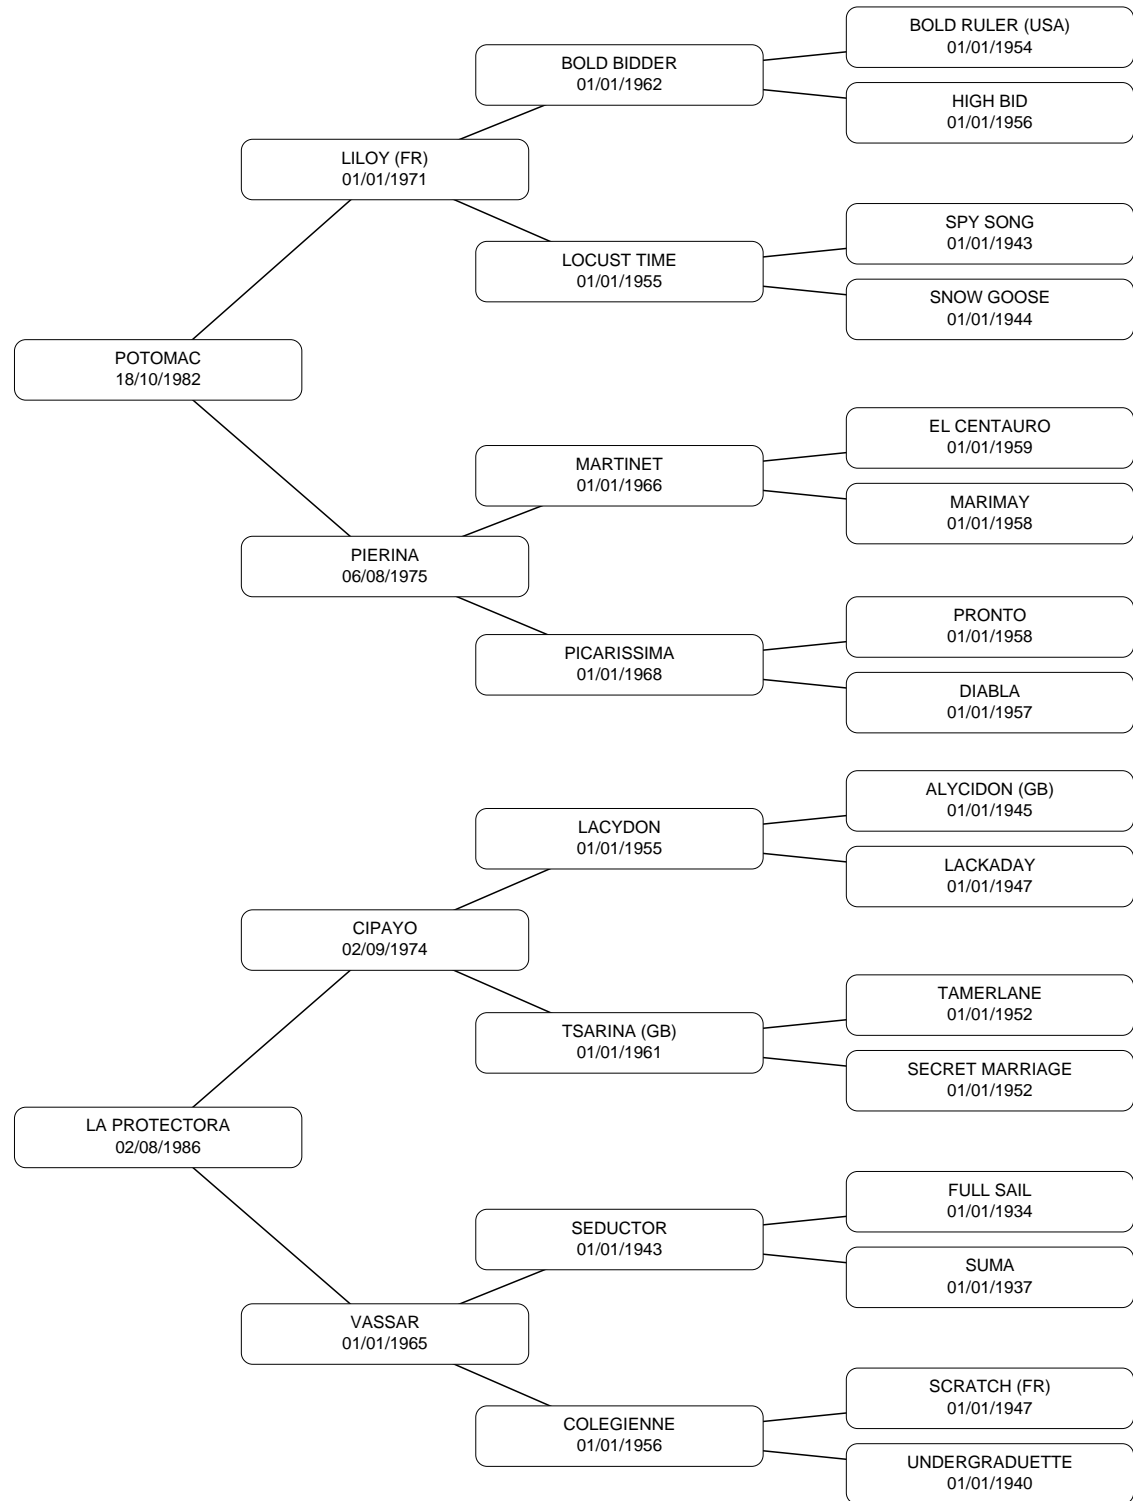 BOLD RULER (USA)
01/01/1954
BOLD BIDDER
01/01/1962
HIGH BID
01/01/1956
LILOY (FR)
01/01/1971
SPY SONG
01/01/1943
LOCUST TIME
01/01/1955
SNOW GOOSE
01/01/1944
POTOMAC
18/10/1982
EL CENTAURO
01/01/1959
MARTINET
01/01/1966
MARIMAY
01/01/1958
PIERINA
06/08/1975
PRONTO
01/01/1958
PICARISSIMA
01/01/1968
DIABLA
01/01/1957
ALYCIDON (GB)
01/01/1945
LACYDON
01/01/1955
LACKADAY
01/01/1947
CIPAYO
02/09/1974
TAMERLANE
01/01/1952
TSARINA (GB)
01/01/1961
SECRET MARRIAGE
01/01/1952
LA PROTECTORA
02/08/1986
FULL SAIL
01/01/1934
SEDUCTOR
01/01/1943
SUMA
01/01/1937
VASSAR
01/01/1965
SCRATCH (FR)
01/01/1947
COLEGIENNE
01/01/1956
UNDERGRADUETTE
01/01/1940